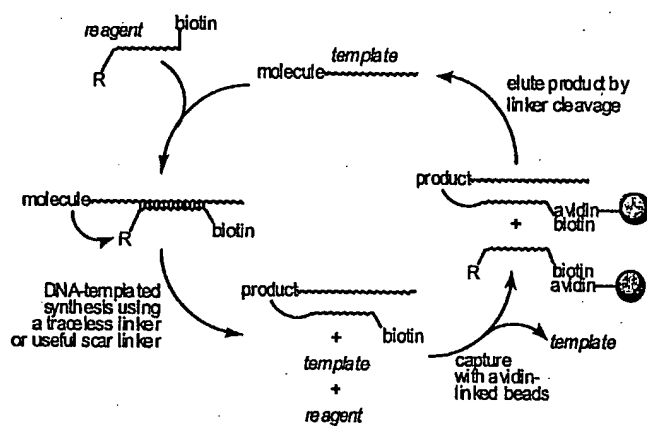 biotin
reagent
R
template
molecule
elute product by
linker cleavage
molecule
R
biotin
product
avidin
biotin
+
R
biotin
avidin
DNA-templated
synthesis using
a traceless linker
or useful scar linker
product
biotin
+
template
+
reagent
capture
with avidin-
linked beads
template